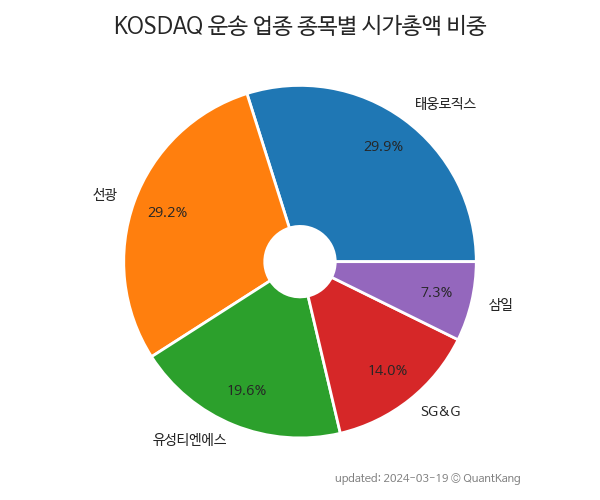 KOSDAQ 운송 업종 종목별 시가총액 비중
태웅로직스
29.9%
선광
29.2%
7.3%
삼일
14.0%
19.6%
SG&G
유성티엔에스
updated: 2024-03-19 © QuantKang